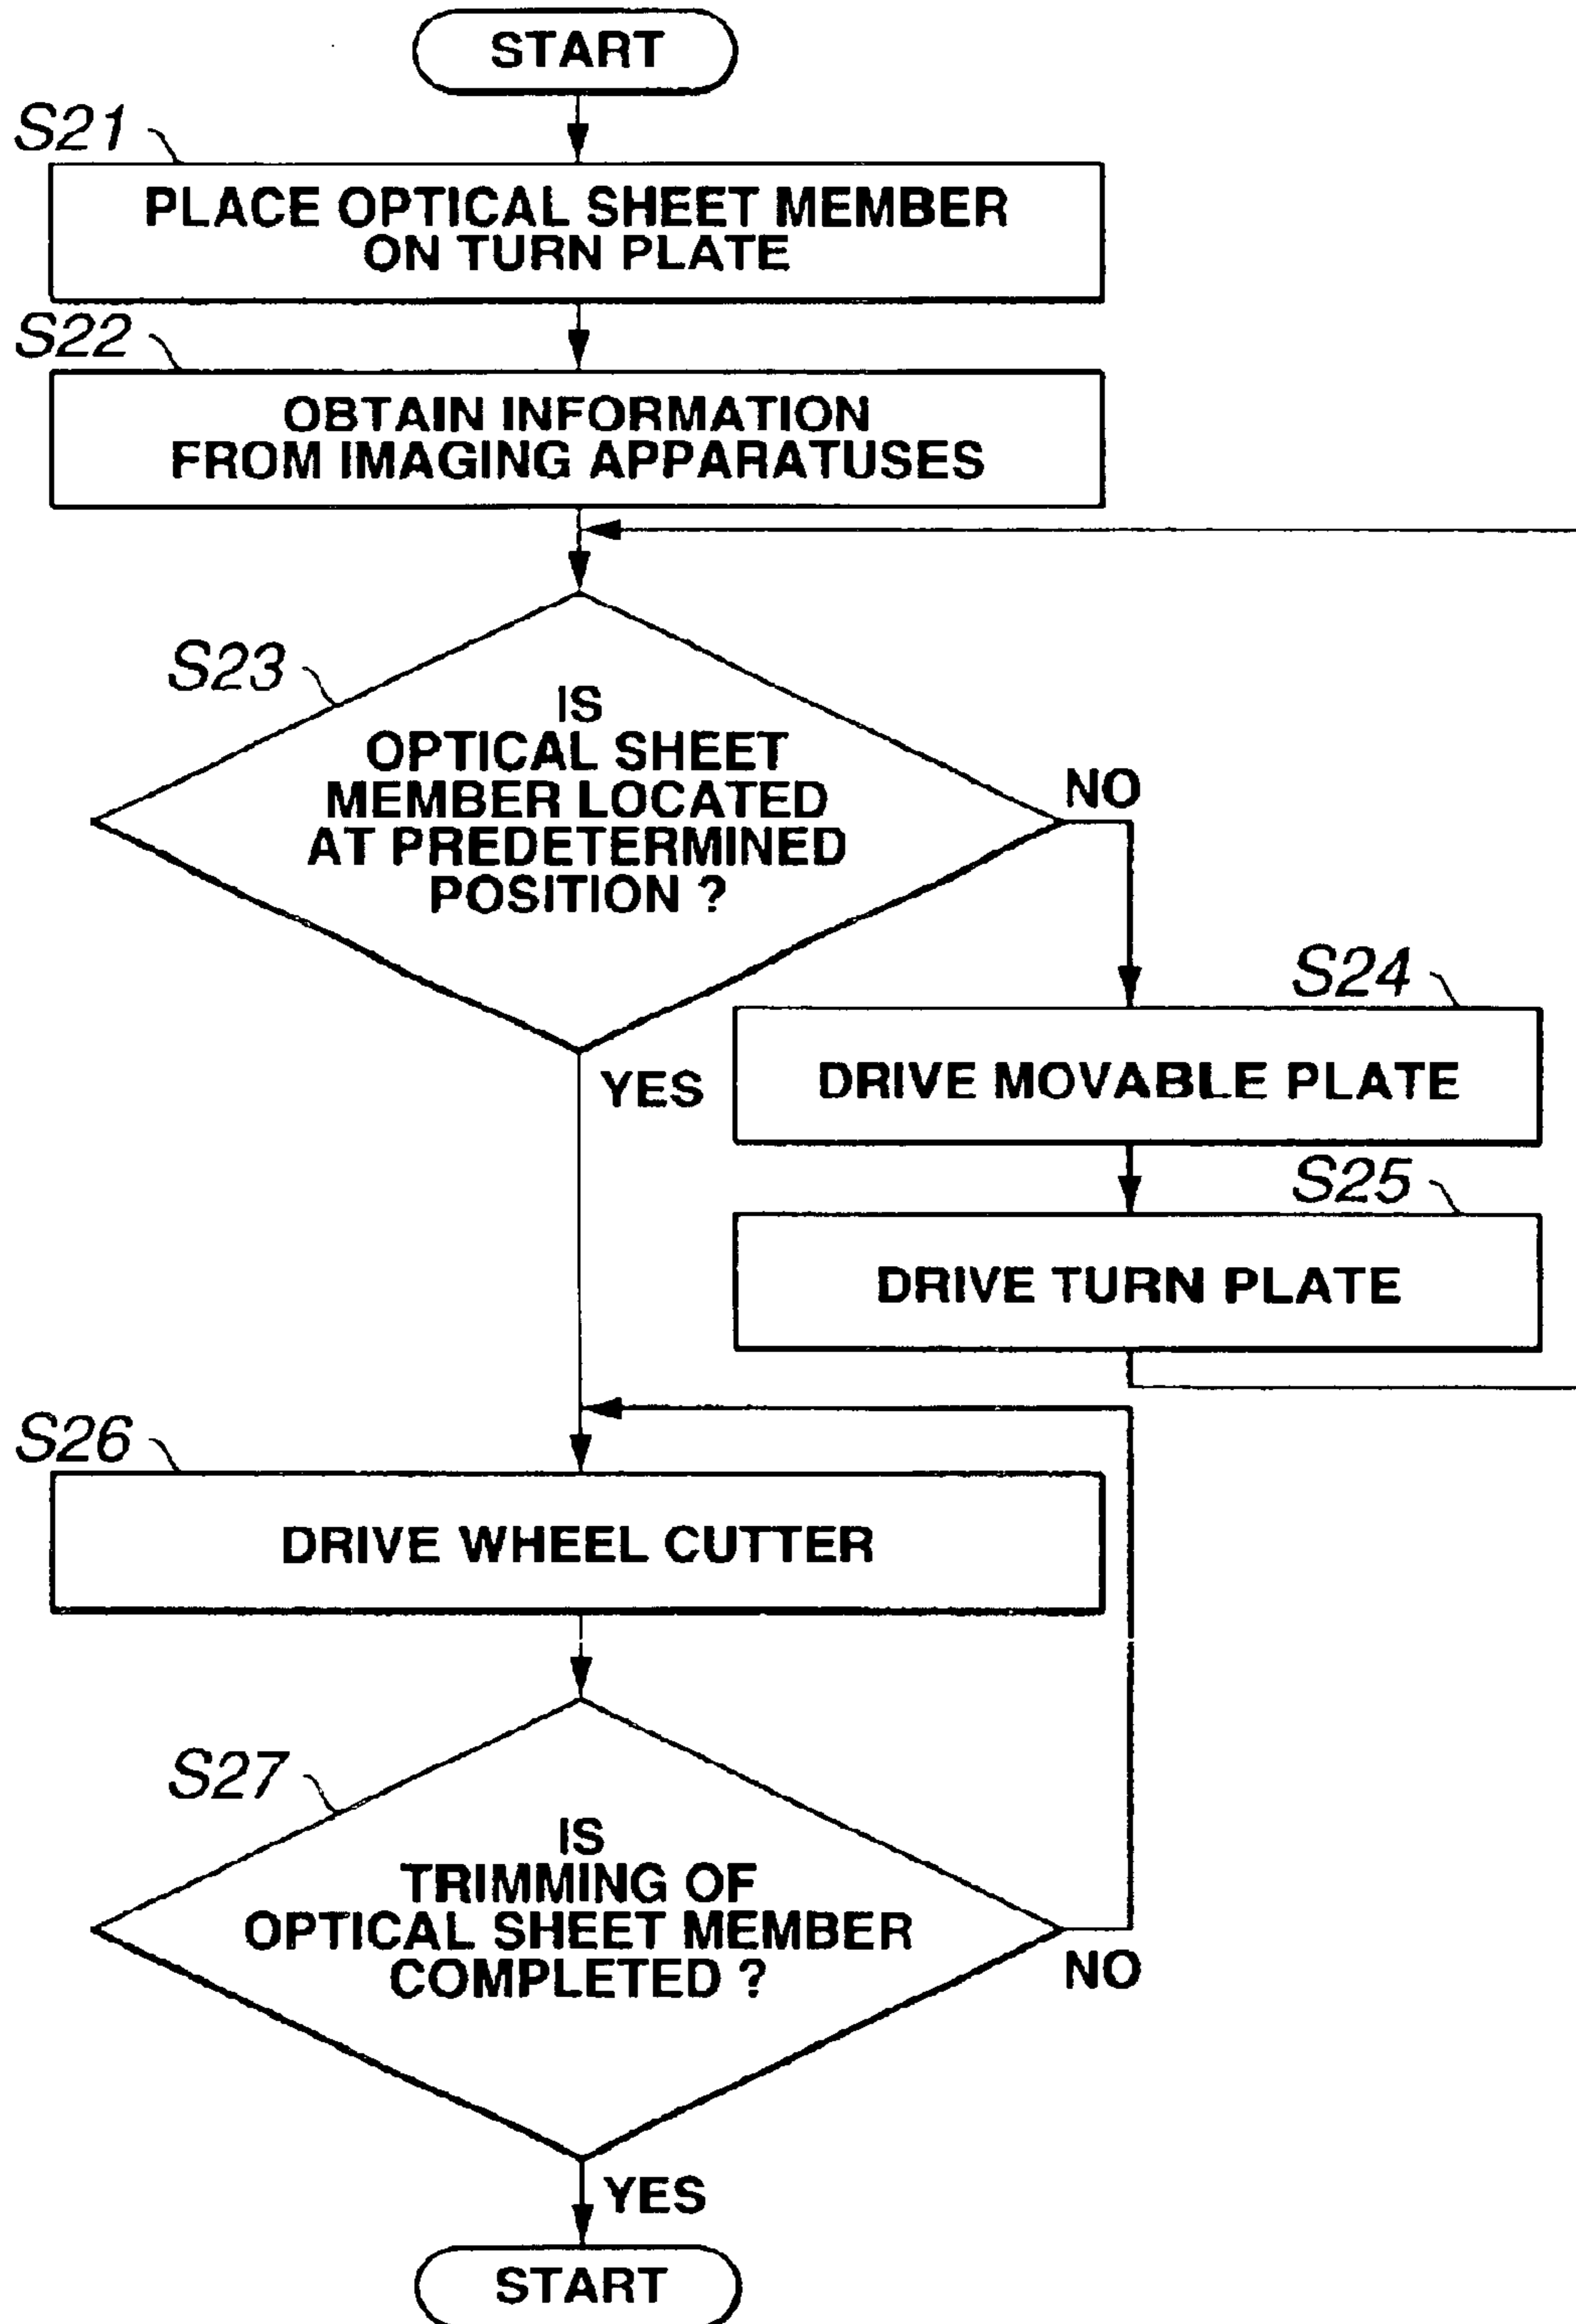 START
S21
PLACE OPTICAL SHEET MEMBER
ON TURN PLATE
S22
OBTAIN INFORMATION
FROM IMAGING APPARATUSES
S23
IS
OPTICAL SHEET
MEMBER LOCATED
AT PREDETERMINED
POSITION ?
NO
YES
S24
DRIVE MOVABLE PLATE
S25
DRIVE TURN PLATE
S26
DRIVE WHEEL CUTTER
S27
IS
TRIMMING OF
OPTICAL SHEET MEMBER
COMPLETED ?
NO
YES
START